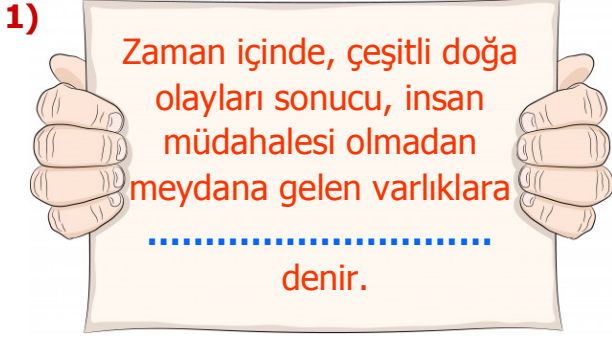 1)
Zaman içinde, çeşitli doğa
olayları sonucu, insan
müdahalesi olmadan
meydana gelen varlıklara
..............................
denir.